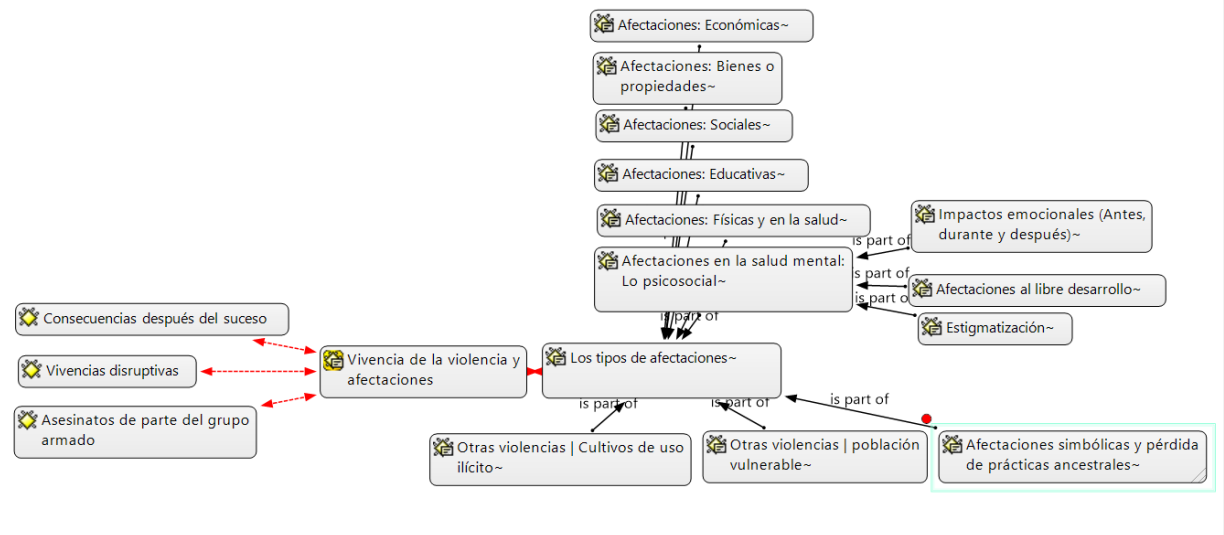 Afectaciones: Económicas~
Afectaciones: Bienes o
propiedades~
Afectaciones: Sociales~
Afectaciones: Educativas~
Afectaciones: Físicas y en la salud~
Impactos emocionales (Antes,
durante y después)~
is part of
Afectaciones en la salud mental:
Lo psicosocial~
is part of
Afectaciones al libre desarrollo~
is part o
Estigmatización~
is part of
Consecuencias después del suceso
Vivencias disruptivas
Asesinatos de parte del grupo
armado
Vivencia de la violencia y
afectaciones
Los tipos de afectaciones~
is part of
is part of
is part of
Otras violencias | Cultivos de uso
ilícito~
Otras violencias | población
vulnerable~
Afectaciones simbólicas y pérdida
de prácticas ancestrales~